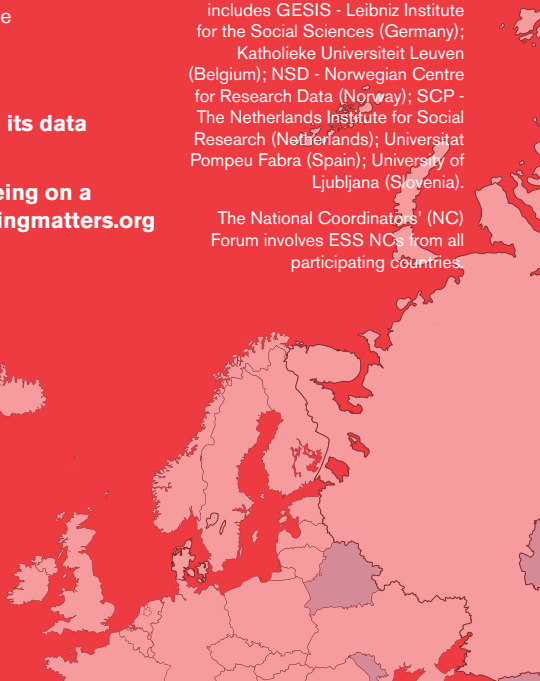 e
its data
eing on a
ingmatters.org
includes GESIS - Leibniz Institute
for the Social Sciences (Germany);
Katholieke Universiteit Leuven
(Belgium); NSD - Norwegian Centre
for Research Data (Norway); SCP -
The Netherlands Institute for Social
Research (Netherlands); Universitat
Pompeu Fabra (Spain); University of
Ljubljana (Slovenia).
The National Coordinators’ (NC)
Forum involves ESS NCs from all
participating countries.